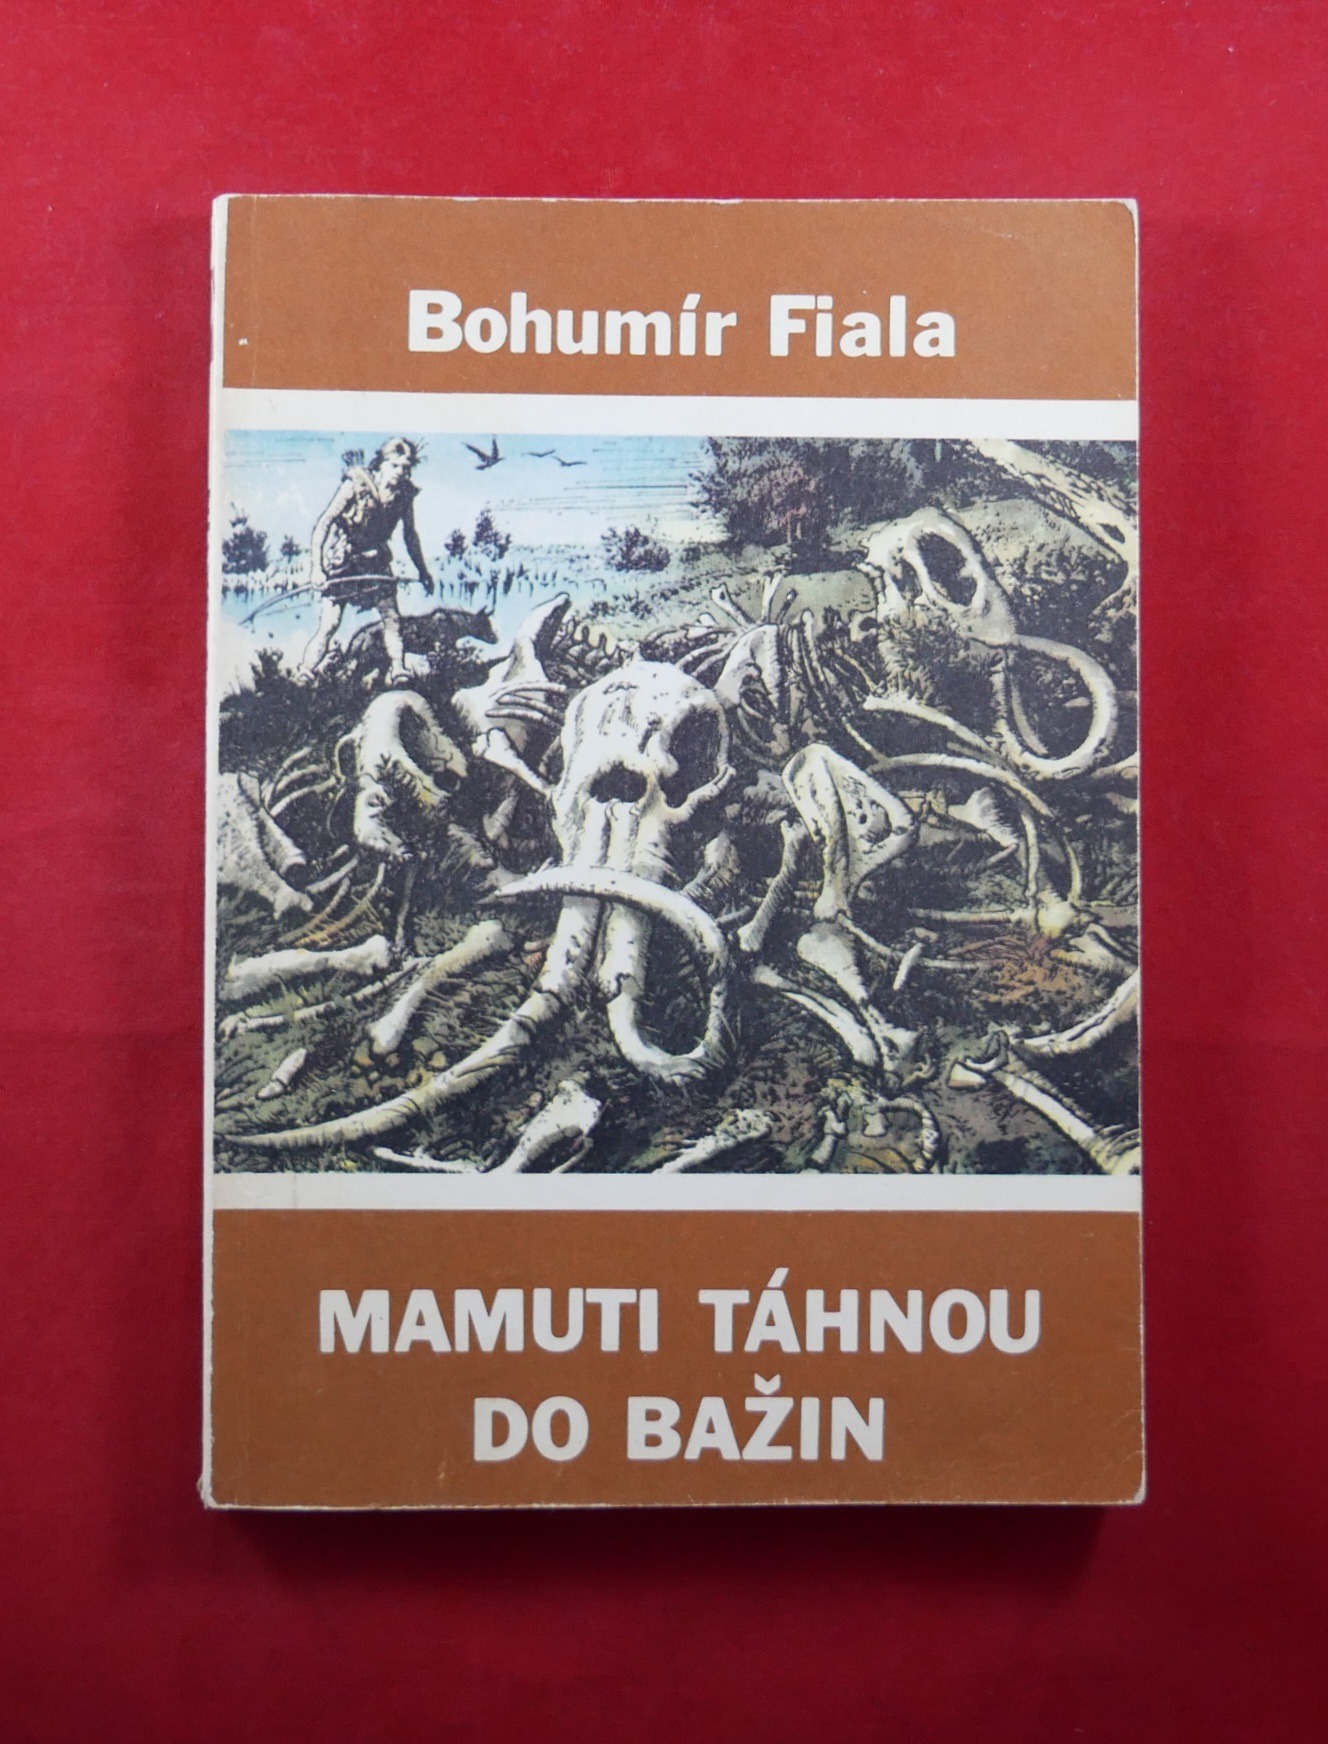 Bohumír Fiala
MAMUTI TÁHNOU
DO BAŽIN